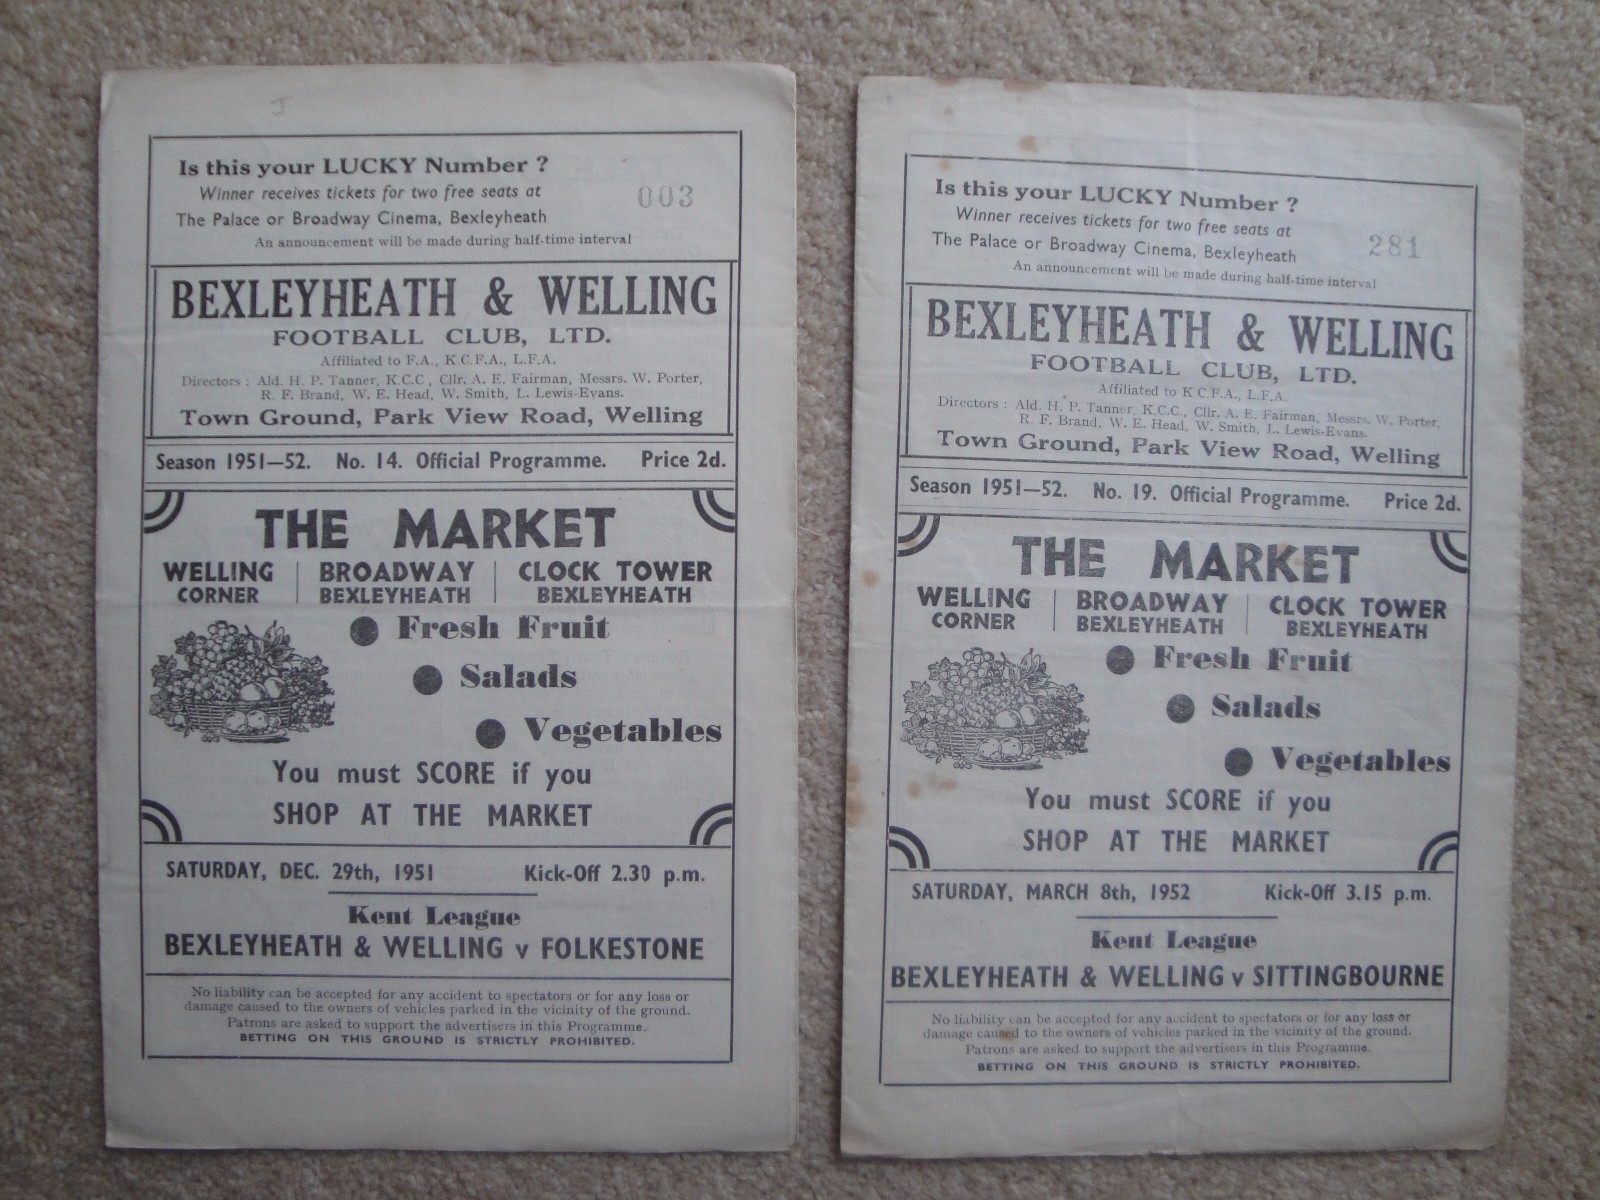 J
Is this your LUCKY Number ?
Winner receives tickets for two free seats at
003
The Palace or Broadway Cinema, Bexleyheath
An announcement will be made during half-time interval
BEXLEYHEATH & WELLING
FOOTBALL CLUB, LTD.
Affiliated to F.A., K.C.F.A., L.F.A.
Directors : Ald. H. P. Tanner, K.C.C., Cllr. A. E. Fairman, Messrs. W. Porter,
R. F. Brand, W. E. Head, W. Smith, L. Lewis-Evans.
Town Ground, Park View Road, Welling
Season 1951—52. No. 14. Official Programme. Price 2d.
THE MARKET
WELLING CORNER | BROADWAY BEXLEYHEATH | CLOCK TOWER BEXLEYHEATH
● Fresh Fruit
● Salads
● Vegetables
You must SCORE if you
SHOP AT THE MARKET
SATURDAY, DEC. 29th, 1951 Kick-Off 2.30 p.m.
Kent League
BEXLEYHEATH & WELLING v FOLKESTONE
No liability can be accepted for any accident to spectators or for any loss or
damage caused to the owners of vehicles parked in the vicinity of the ground.
Patrons are asked to support the advertisers in this Programme.
BETTING ON THIS GROUND IS STRICTLY PROHIBITED.
Is this your LUCKY Number ?
Winner receives tickets for two free seats at
281
The Palace or Broadway Cinema, Bexleyheath
An announcement will be made during half-time interval
BEXLEYHEATH & WELLING
FOOTBALL CLUB, LTD.
Affiliated to K.C.F.A., L.F.A.
Directors : Ald. H. P. Tanner, K.C.C., Cllr. A. E. Fairman, Messrs. W. Porter,
R. F. Brand, W. E. Head, W. Smith, L. Lewis-Evans.
Town Ground, Park View Road, Welling
Season 1951—52. No. 19. Official Programme. Price 2d.
THE MARKET
WELLING CORNER | BROADWAY BEXLEYHEATH | CLOCK TOWER BEXLEYHEATH
● Fresh Fruit
● Salads
● Vegetables
You must SCORE if you
SHOP AT THE MARKET
SATURDAY, MARCH 8th, 1952 Kick-Off 3.15 p.m.
Kent League
BEXLEYHEATH & WELLING v SITTINGBOURNE
No liability can be accepted for any accident to spectators or for any loss or
damage caused to the owners of vehicles parked in the vicinity of the ground.
Patrons are asked to support the advertisers in this Programme.
BETTING ON THIS GROUND IS STRICTLY PROHIBITED.